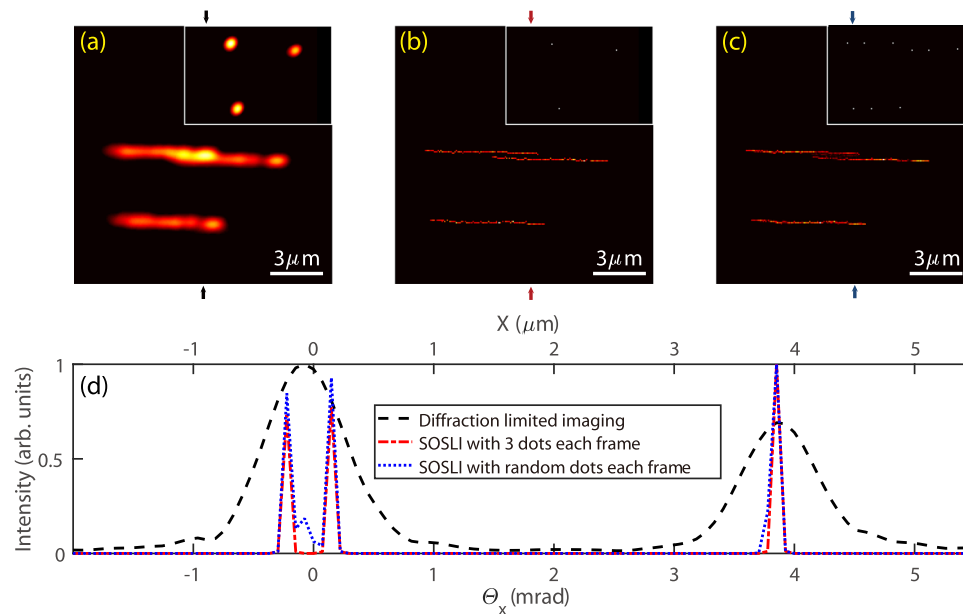 (a)
(b)
(c)
3μm
3μm
3μm
X (μm)
-1 0 1 2 3 4 5
1
0.5
0
Intensity (arb. units)
(d)
Diffraction limited imaging
SOSLI with 3 dots each frame
SOSLI with random dots each frame
-1 0 1 2 3 4 5
Θx (mrad)